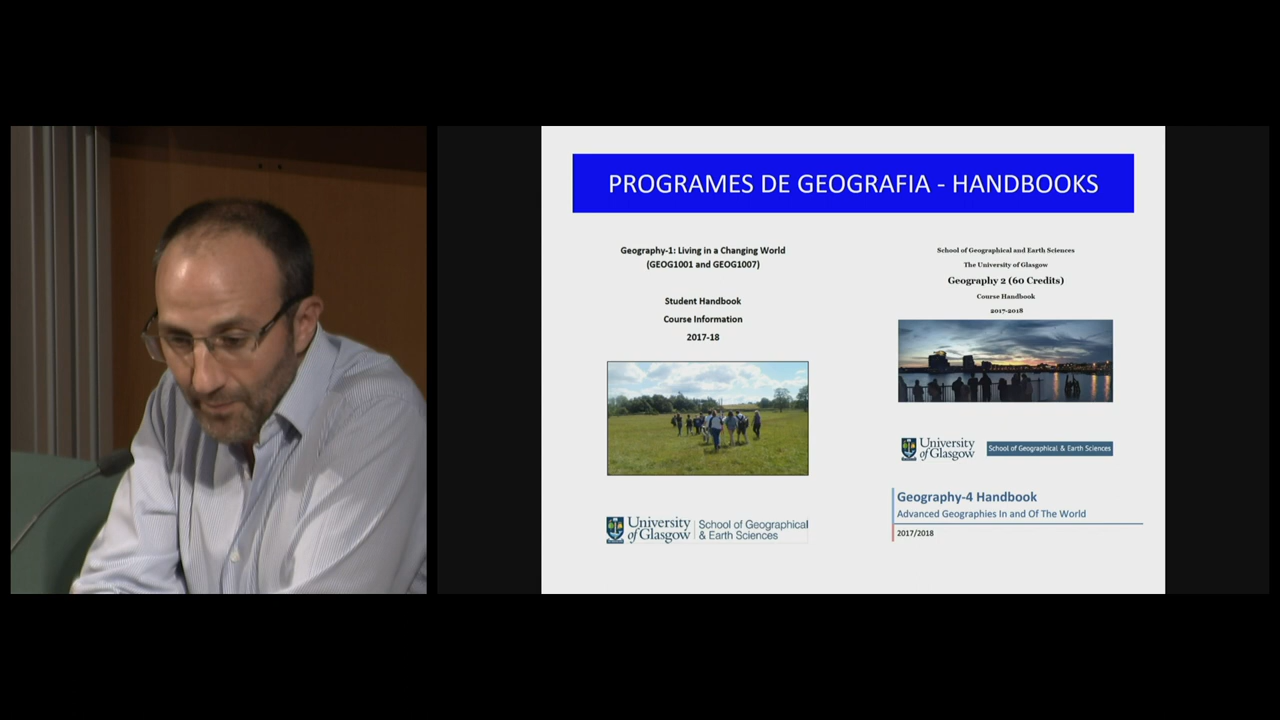 PROGRAMES DE GEOGRAFIA - HANDBOOKS
Geography-1: Living in a Changing World
(GEOG1001 and GEOG1007)
Student Handbook
Course Information
2017-18
University
of Glasgow
School of Geographical
& Earth Sciences
School of Geographical and Earth Sciences
The University of Glasgow
Geography 2 (60 Credits)
Course Handbook
2017-2018
University
of Glasgow
School of Geographical & Earth Sciences
Geography-4 Handbook
Advanced Geographies In and Of The World
2017/2018